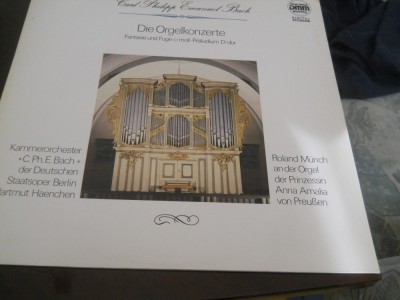 Carl Philipp Emanuel Bach
Die Orgelkonzerte
Fantasie und Fuge c-moll · Präludium D-dur
Kammerorchester
»C. Ph. E. Bach«
der Deutschen
Staatsoper Berlin
Hartmut Haenchen
Roland Münch
an der Orgel
der Prinzessin
Anna Amalia
von Preußen
DMM